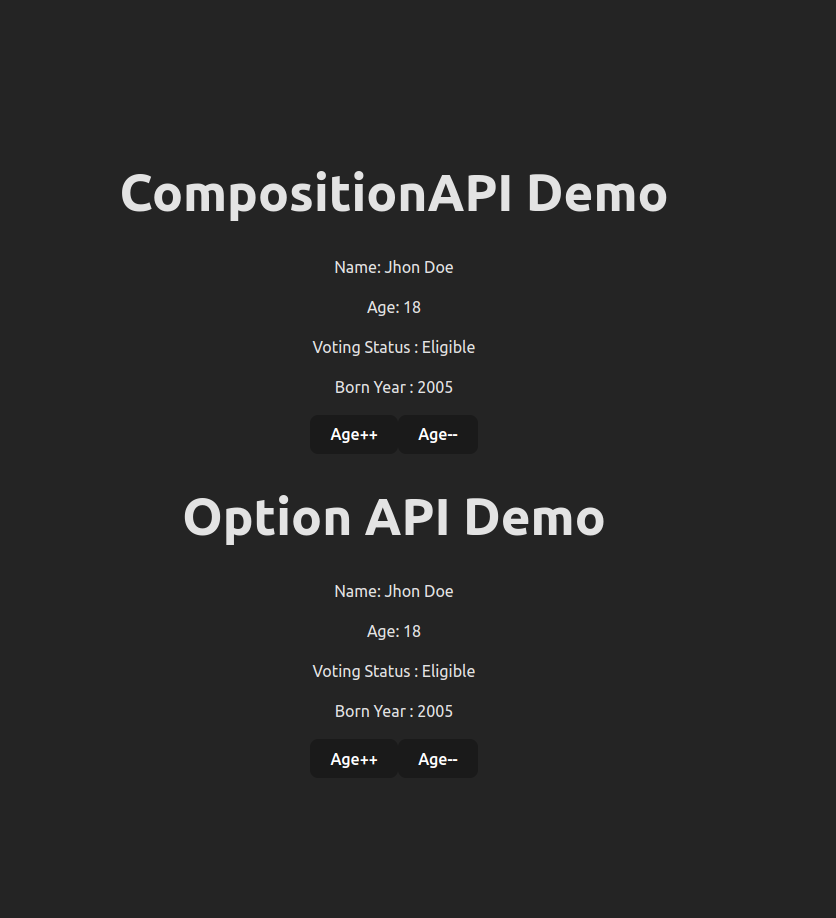 CompositionAPI Demo
Name: Jhon Doe
Age: 18
Voting Status : Eligible
Born Year : 2005
Age++ Age--
Option API Demo
Name: Jhon Doe
Age: 18
Voting Status : Eligible
Born Year : 2005
Age++ Age--